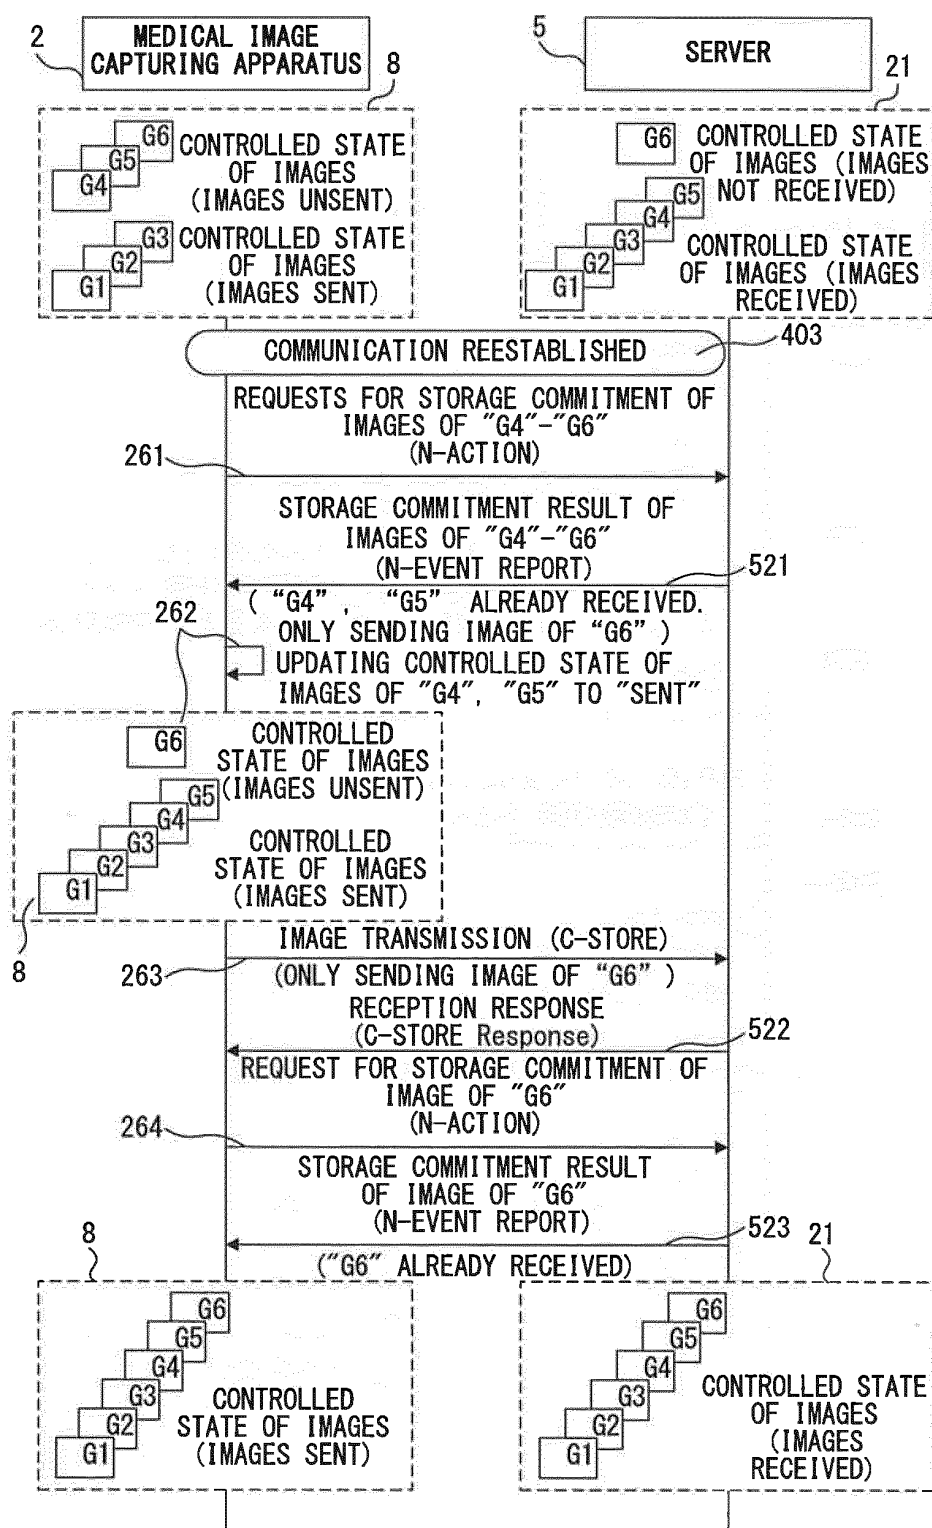 2
MEDICAL IMAGE
CAPTURING APPARATUS
8
5
SERVER
21
G6
G5
G4
CONTROLLED STATE
OF IMAGES
(IMAGES UNSENT)
G3
G2
G1
CONTROLLED STATE
OF IMAGES
(IMAGES SENT)
G6
CONTROLLED STATE
OF IMAGES (IMAGES
NOT RECEIVED)
G5
G4
G3
G2
G1
CONTROLLED STATE
OF IMAGES (IMAGES
RECEIVED)
COMMUNICATION REESTABLISHED
403
REQUESTS FOR STORAGE COMMITMENT OF
IMAGES OF "G4"-"G6"
(N-ACTION)
261
STORAGE COMMITMENT RESULT OF
IMAGES OF "G4"-"G6"
(N-EVENT REPORT)
521
( "G4" , "G5" ALREADY RECEIVED.
ONLY SENDING IMAGE OF "G6" )
262
UPDATING CONTROLLED STATE OF
IMAGES OF "G4", "G5" TO "SENT"
G6
CONTROLLED
STATE OF IMAGES
(IMAGES UNSENT)
G5
G4
G3
G2
G1
CONTROLLED
STATE OF IMAGES
(IMAGES SENT)
8
IMAGE TRANSMISSION (C-STORE)
263
(ONLY SENDING IMAGE OF "G6" )
RECEPTION RESPONSE
(C-STORE Response)
522
REQUEST FOR STORAGE COMMITMENT OF
IMAGE OF "G6"
(N-ACTION)
264
STORAGE COMMITMENT RESULT
OF IMAGE OF "G6"
(N-EVENT REPORT)
523
("G6" ALREADY RECEIVED)
8
21
G6
G5
G4
G3
G2
G1
CONTROLLED
STATE OF IMAGES
(IMAGES SENT)
G6
G5
G4
G3
G2
G1
CONTROLLED STATE
OF IMAGES
(IMAGES
RECEIVED)